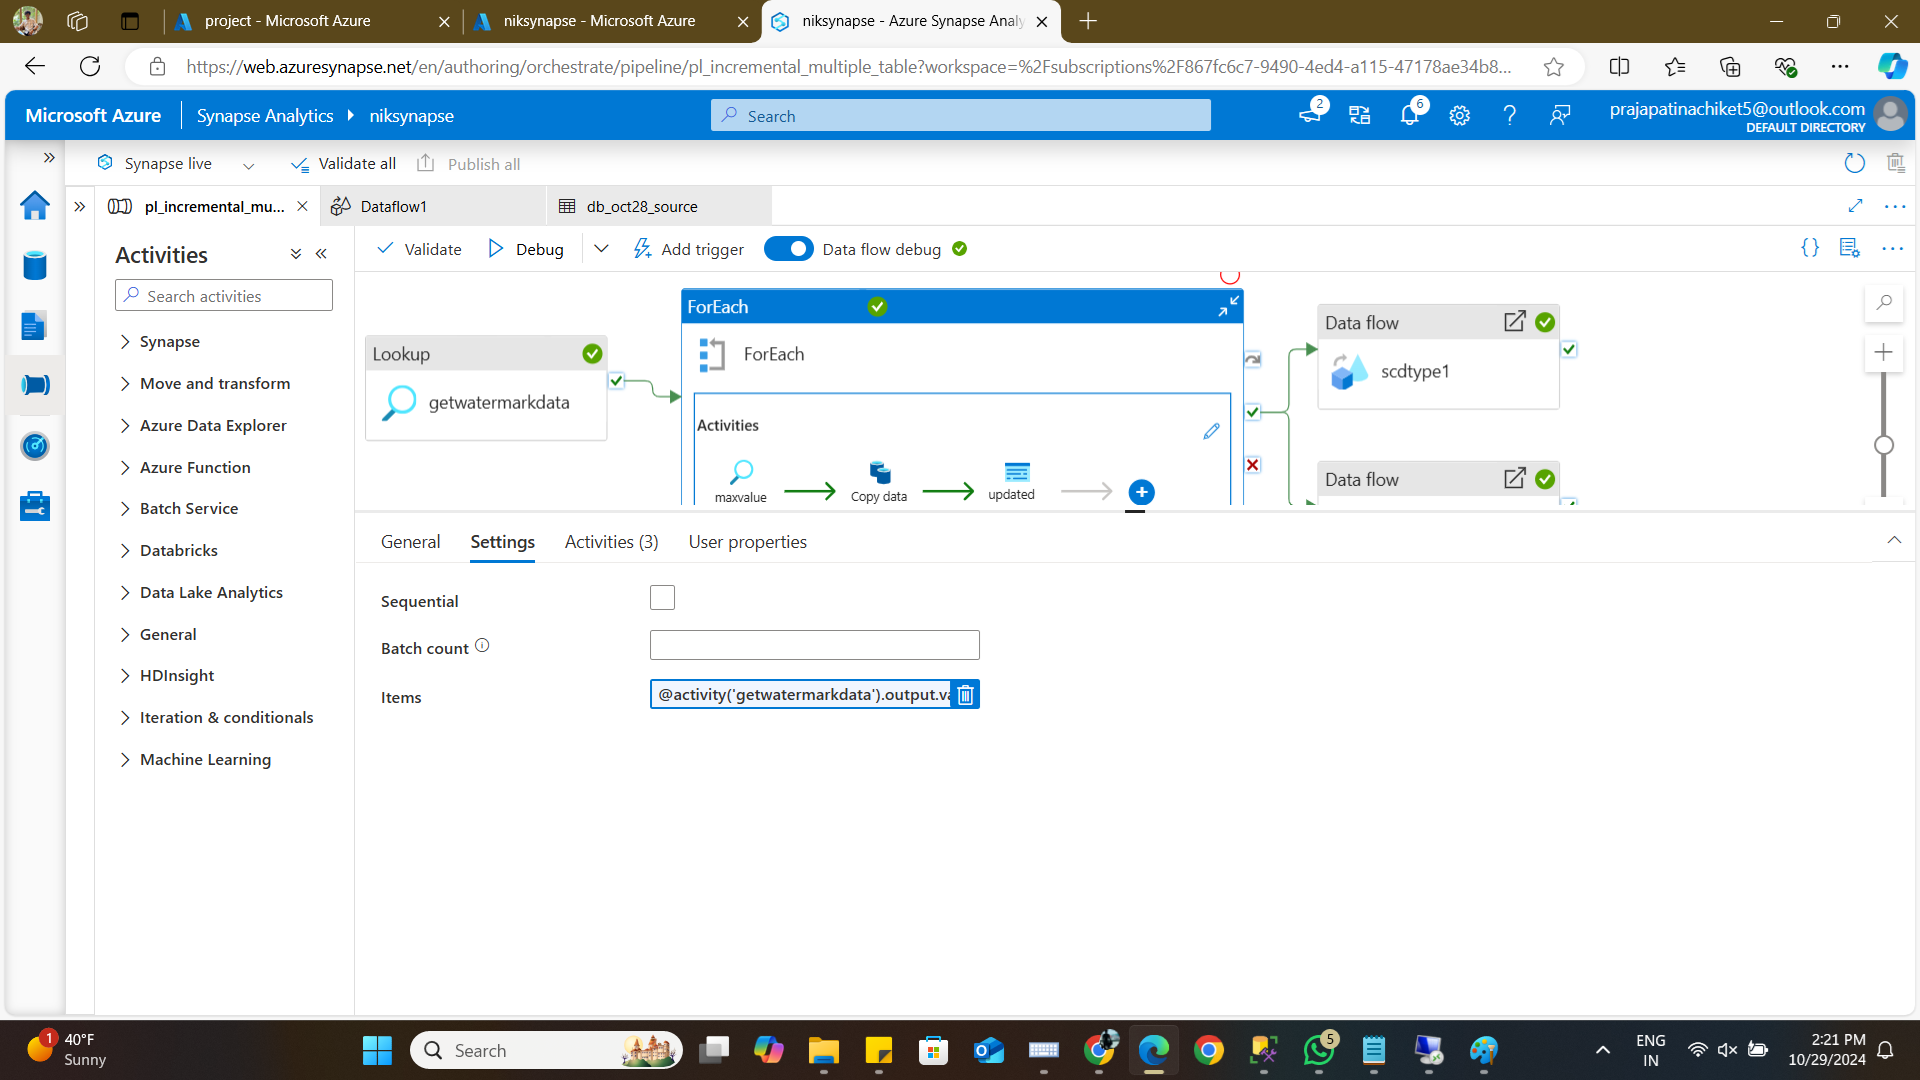 project - Microsoft Azure
niksynapse - Microsoft Azure
niksynapse - Azure Synapse Analy
https://web.azuresynapse.net/en/authoring/orchestrate/pipeline/pl_incremental_multiple_table?workspace=%2Fsubscriptions%2F867fc6c7-9490-4ed4-a115-47178ae34b8...
Microsoft Azure
Synapse Analytics
niksynapse
Search
2
6
prajapatinachiket5@outlook.com
DEFAULT DIRECTORY
Synapse live
Validate all
Publish all
pl_incremental_mu...
Dataflow1
db_oct28_source
Activities
Search activities
Synapse
Move and transform
Azure Data Explorer
Azure Function
Batch Service
Databricks
Data Lake Analytics
General
HDInsight
Iteration & conditionals
Machine Learning
Validate
Debug
Add trigger
Data flow debug
Lookup
getwatermarkdata
ForEach
ForEach
Activities
maxvalue
Copy data
updated
Data flow
scdtype1
Data flow
General
Settings
Activities (3)
User properties
Sequential
Batch count
Items
@activity('getwatermarkdata').output.va
1
40°F
Sunny
Search
5
ENG
IN
2:21 PM
10/29/2024